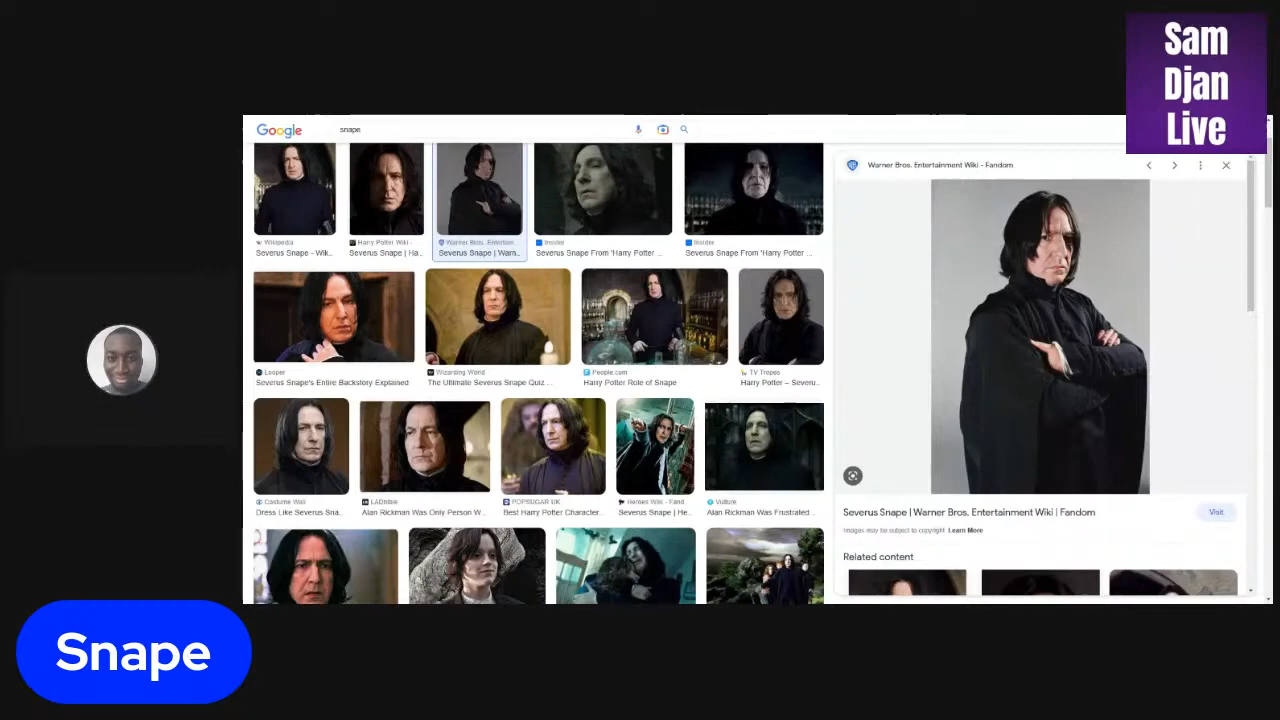 Sam
Djan
Live
Google
snape
Warner Bros. Entertainment Wiki - Fandom
Wikipedia
Severus Snape - Wik...
Harry Potter Wiki -
Severus Snape | Ha...
Warner Bros. Entertain...
Severus Snape | Warn...
Insider
Severus Snape From 'Harry Potter ...
Insider
Severus Snape From 'Harry Potter ...
Looper
Severus Snape's Entire Backstory Explained
Wizarding World
The Ultimate Severus Snape Quiz ...
People.com
Harry Potter Role of Snape
TV Tropes
Harry Potter – Severu...
Costume Wall
Dress Like Severus Sna...
LADbible
Alan Rickman Was Only Person W...
POPSUGAR UK
Best Harry Potter Character...
Heroes Wiki - Fand
Severus Snape | He...
Vulture
Alan Rickman Was Frustrated ...
Severus Snape | Warner Bros. Entertainment Wiki | Fandom
Visit
Images may be subject to copyright. Learn More
Related content
Snape